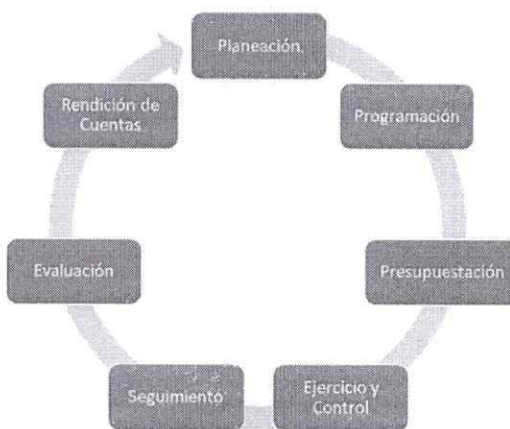 Planeación
Programación
Presupuestación
Ejercicio y
Control
Seguimiento
Evaluación
Rendición de
Cuentas